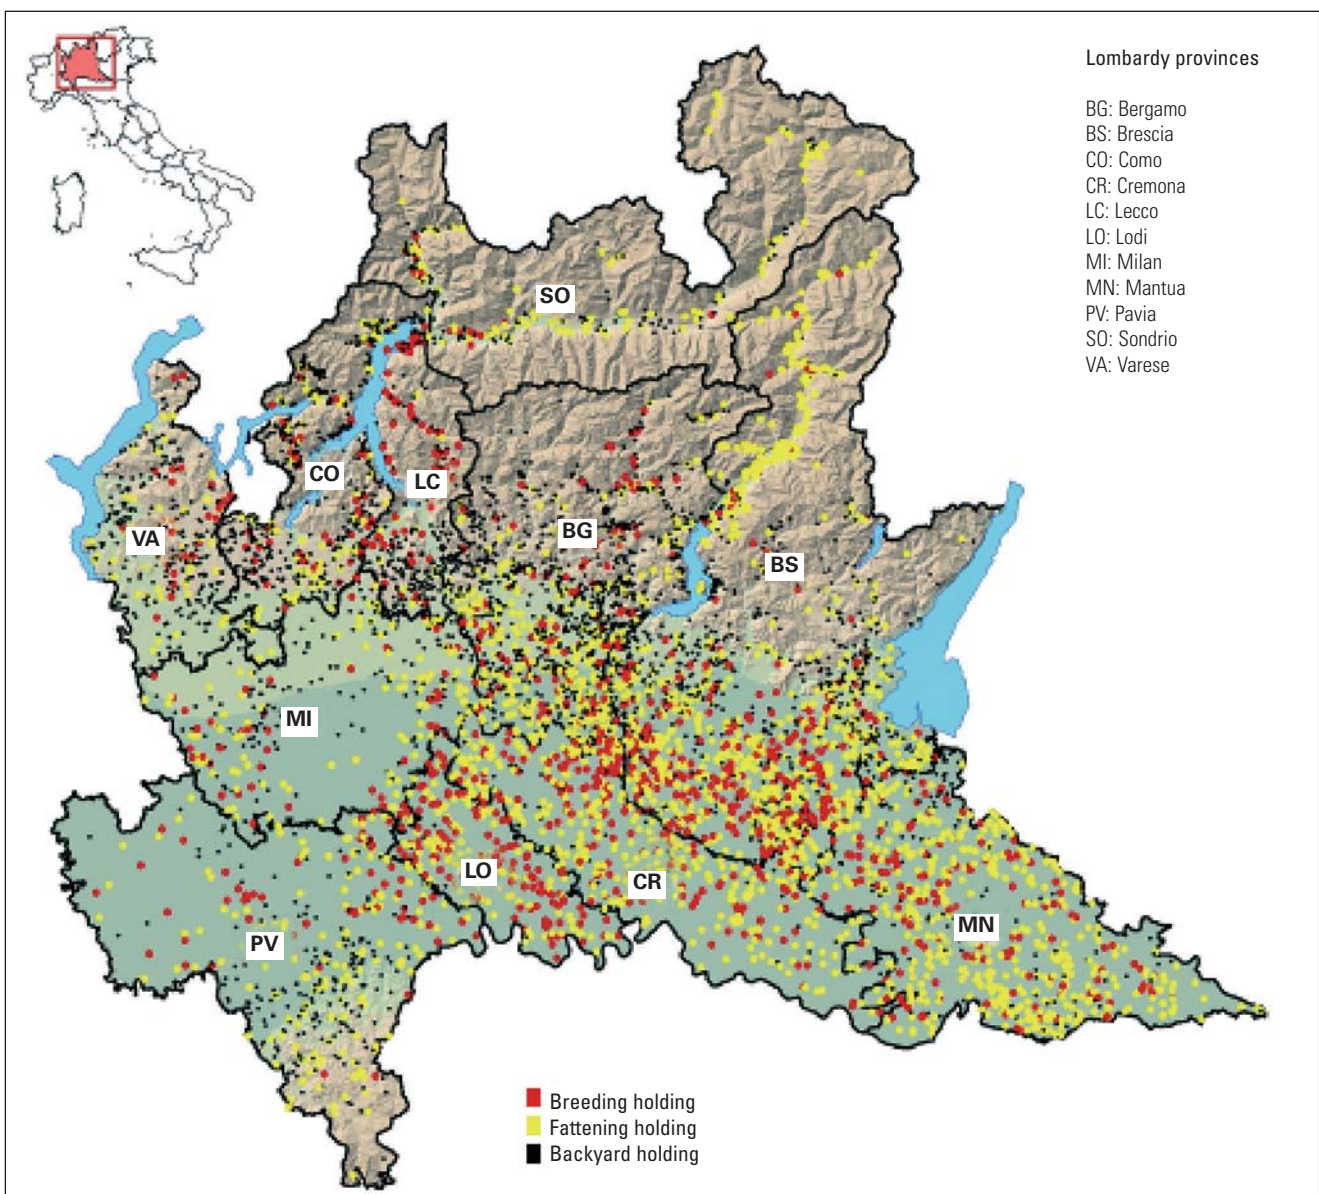 Lombardy provinces
BG: Bergamo
BS: Brescia
CO: Como
CR: Cremona
LC: Lecco
LO: Lodi
MI: Milan
MN: Mantua
PV: Pavia
SO: Sondrio
VA: Varese
SO
CO
LC
VA
BG
BS
MI
LO
CR
MN
PV
Breeding holding
Fattening holding
Backyard holding